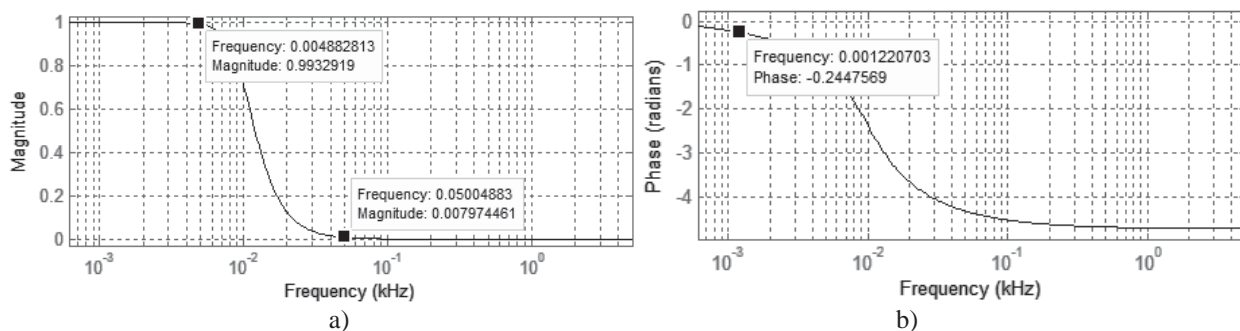 1
0.8
0.6
0.4
0.2
0
Magnitude
Frequency: 0.004882813
Magnitude: 0.9932919
Frequency: 0.05004883
Magnitude: 0.007974461
10⁻³
10⁻²
10⁻¹
10⁰
Frequency (kHz)
a)
0
-1
-2
-3
-4
Phase (radians)
Frequency: 0.001220703
Phase: -0.2447569
10⁻³
10⁻²
10⁻¹
10⁰
Frequency (kHz)
b)